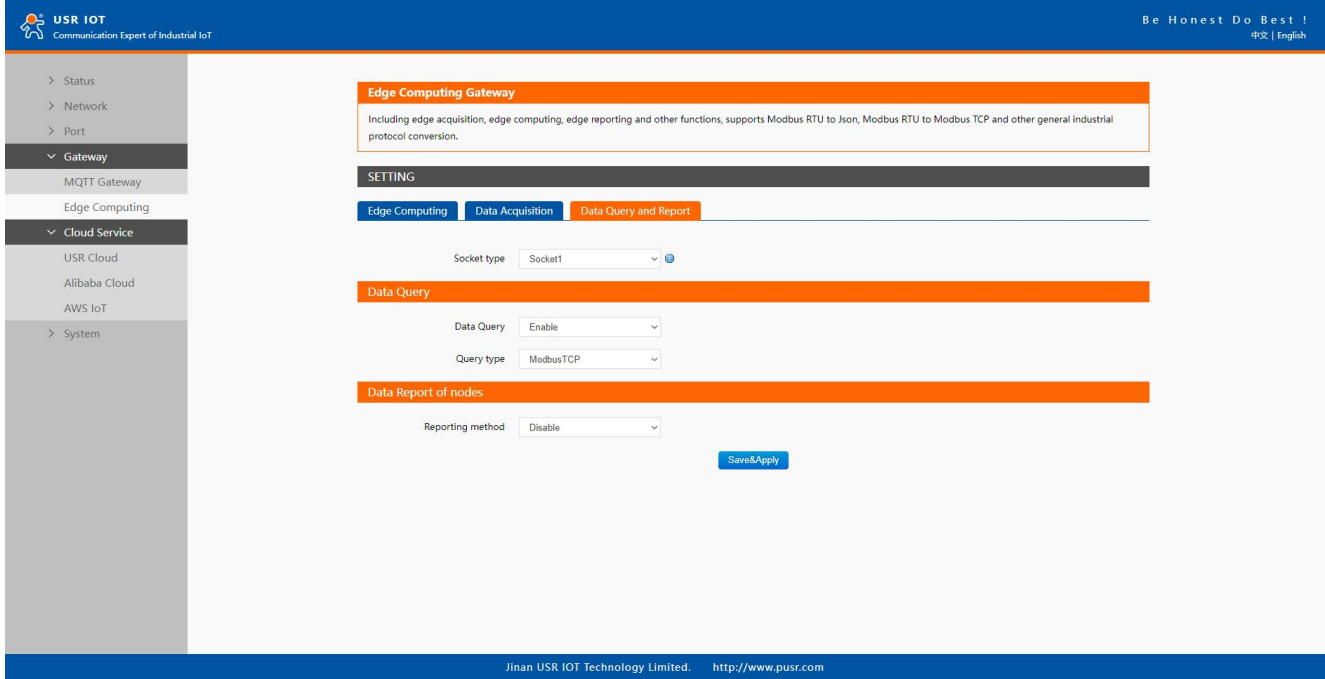 USR IOT
Communication Expert of Industrial IoT
Be Honest Do Best !
中文 | English
Status
Network
Port
Gateway
MQTT Gateway
Edge Computing
Cloud Service
USR Cloud
Alibaba Cloud
AWS IoT
System
Edge Computing Gateway
Including edge acquisition, edge computing, edge reporting and other functions, supports Modbus RTU to Json, Modbus RTU to Modbus TCP and other general industrial
protocol conversion.
SETTING
Edge Computing Data Acquisition Data Query and Report
Socket type Socket1
Data Query
Data Query Enable
Query type ModbusTCP
Data Report of nodes
Reporting method Disable
Save&Apply
Jinan USR IOT Technology Limited. http://www.pusr.com